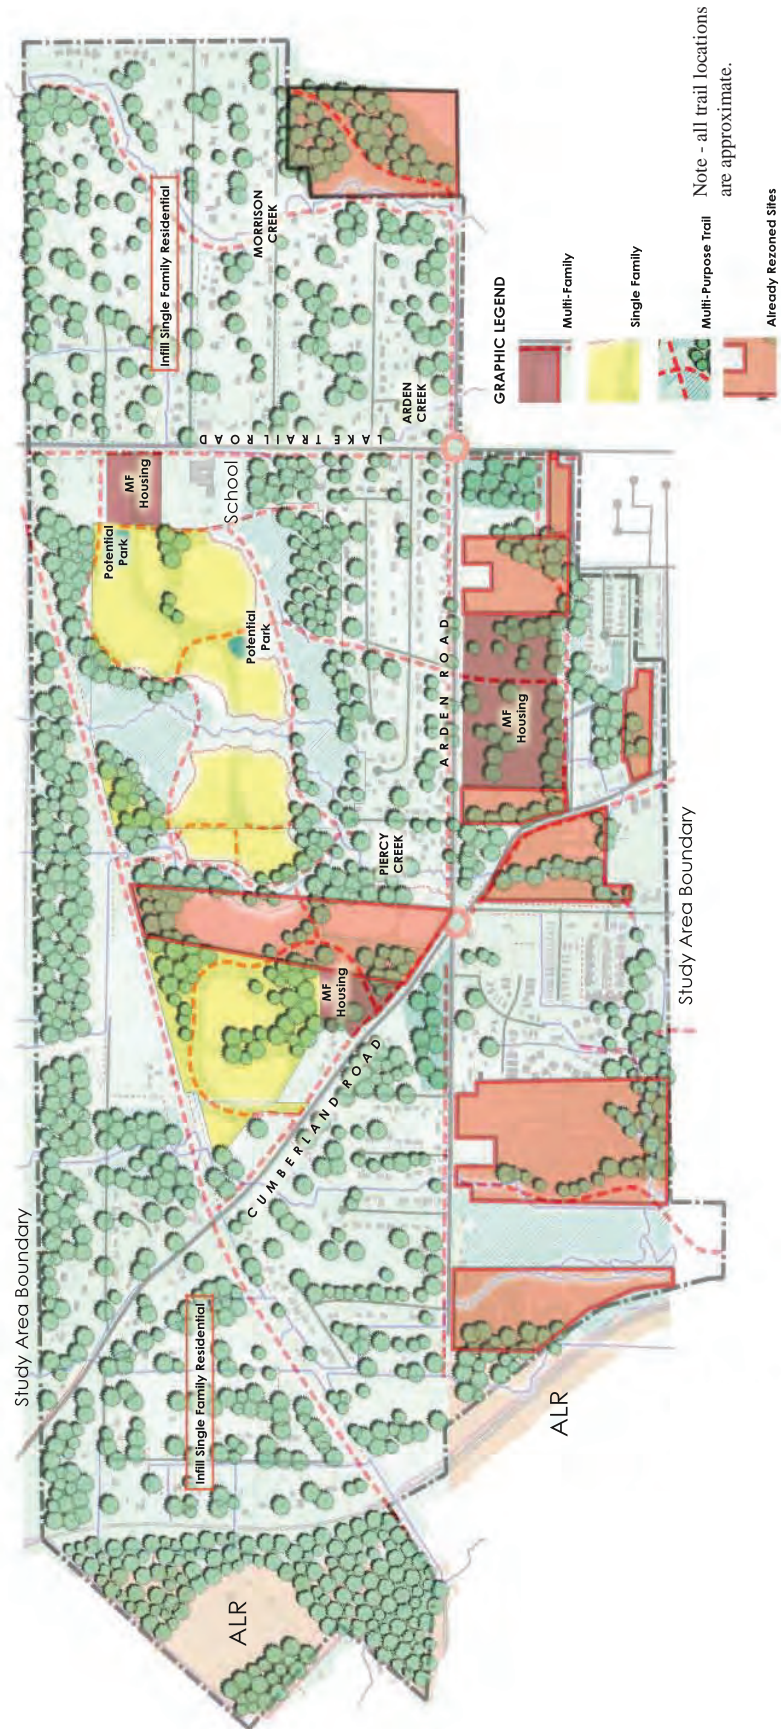 Study Area Boundary
Infill Single Family Residential
ALR
CUMBERLAND ROAD
MF
Housing
PIERCY
CREEK
Potential
Park
Potential
Park
MF
Housing
School
LAKE TRAIL ROAD
Infill Single Family Residential
MORRISON
CREEK
ARDEN
CREEK
ARDEN ROAD
MF
Housing
ALR
Study Area Boundary
GRAPHIC LEGEND
Multi-Family
Single Family
Multi-Purpose Trail
Already Rezoned Sites
Note - all trail locations
are approximate.